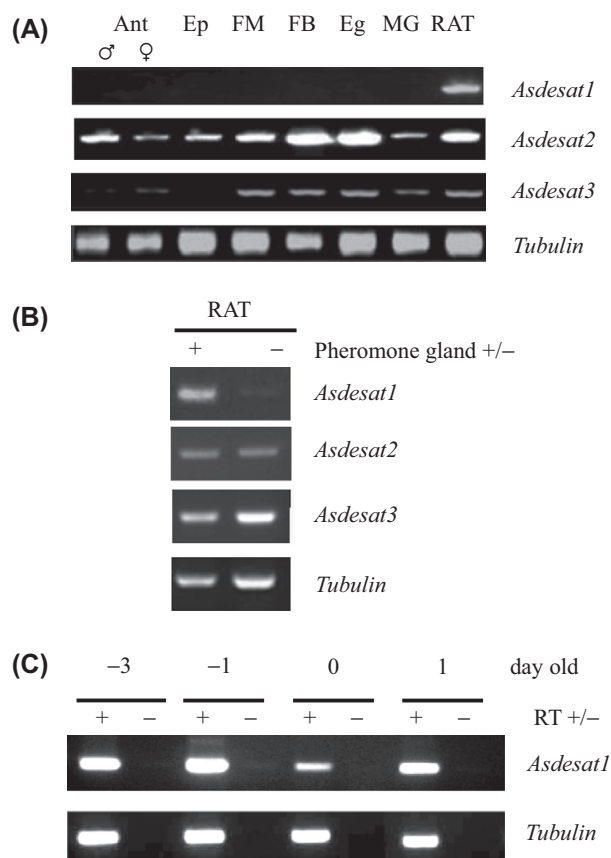 (A)
Ant Ep FM FB Eg MG RAT
♂ ♀
Asdesat1
Asdesat2
Asdesat3
Tubulin
(B)
RAT
+ − Pheromone gland +/−
Asdesat1
Asdesat2
Asdesat3
Tubulin
(C)
−3 −1 0 1 day old
+ − + − + − + − RT +/−
Asdesat1
Tubulin